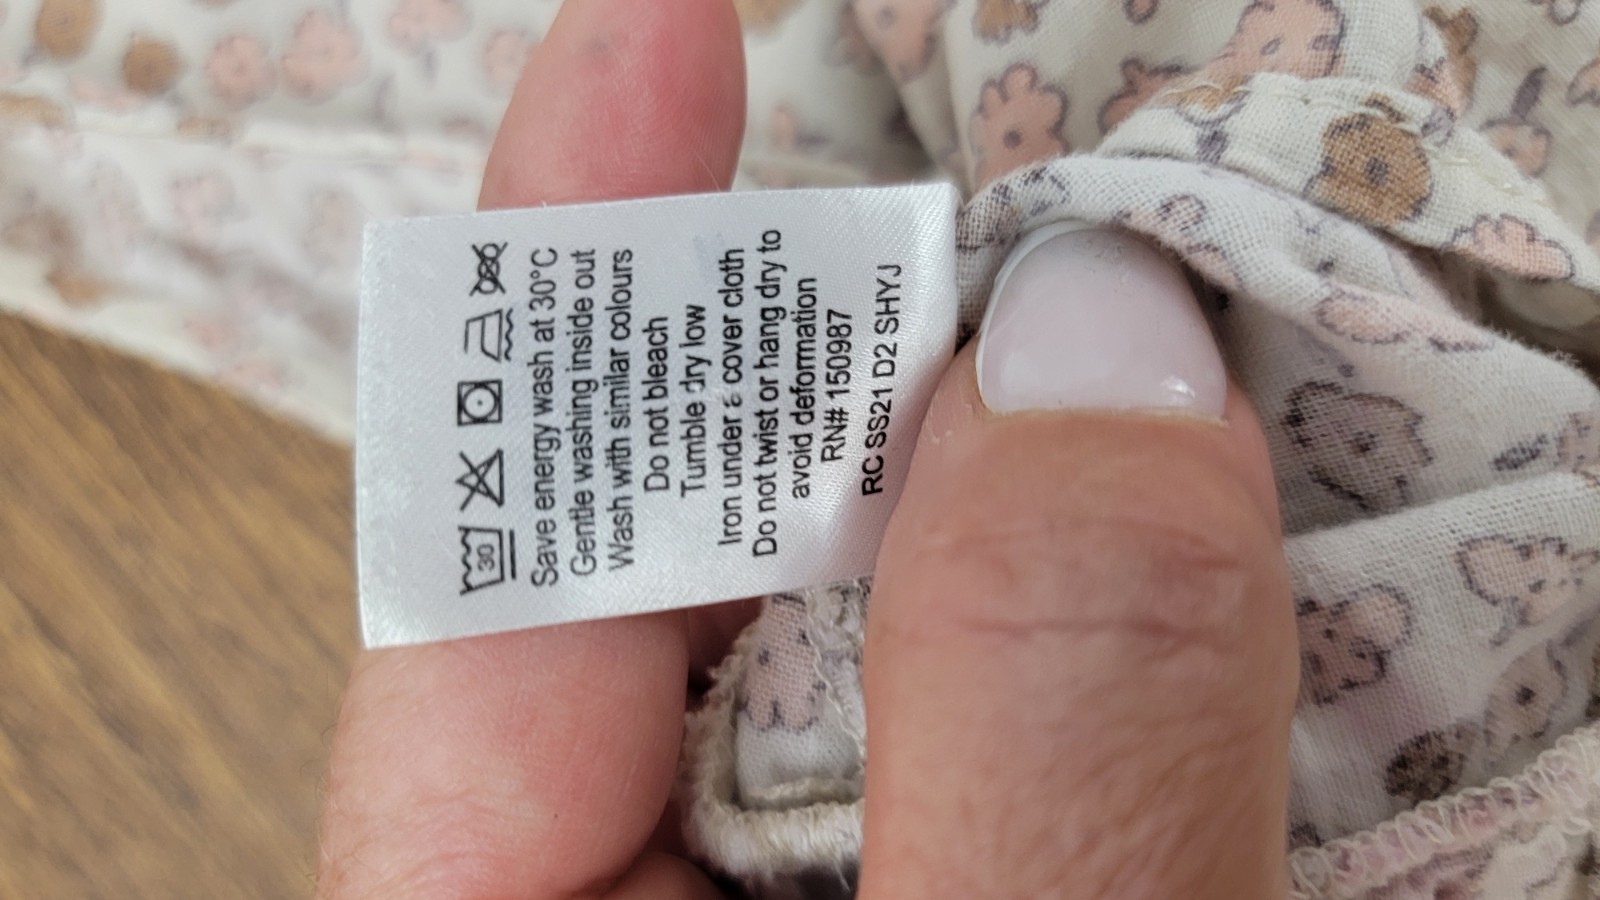 30
Save energy wash at 30°C
Gentle washing inside out
Wash with similar colours
Do not bleach
Tumble dry low
Iron under cover cloth
Do not twist or hang dry to
avoid deformation
RN# 150987
RC SS21 D2 SHYJ